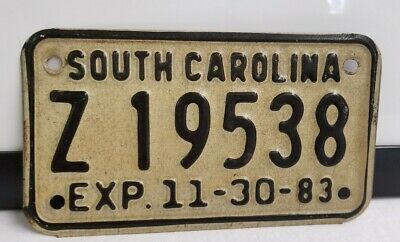 SOUTH CAROLINA
Z 19538
EXP. 11-30-83